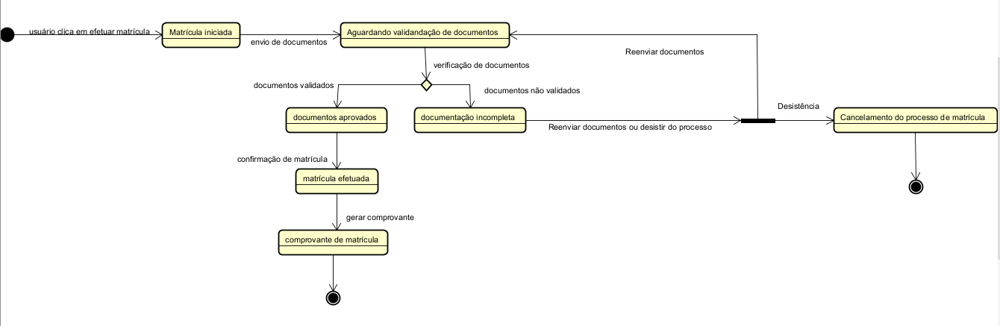 usuário clica em efetuar matrícula
Matrícula iniciada
envio de documentos
Aguardando validandação de documentos
Reenviar documentos
verificação de documentos
documentos validados
documentos não validados
documentos aprovados
documentação incompleta
Reenviar documentos ou desistir do processo
Desistência
Cancelamento do processo de matrícula
confirmação de matrícula
matrícula efetuada
gerar comprovante
comprovante de matrícula